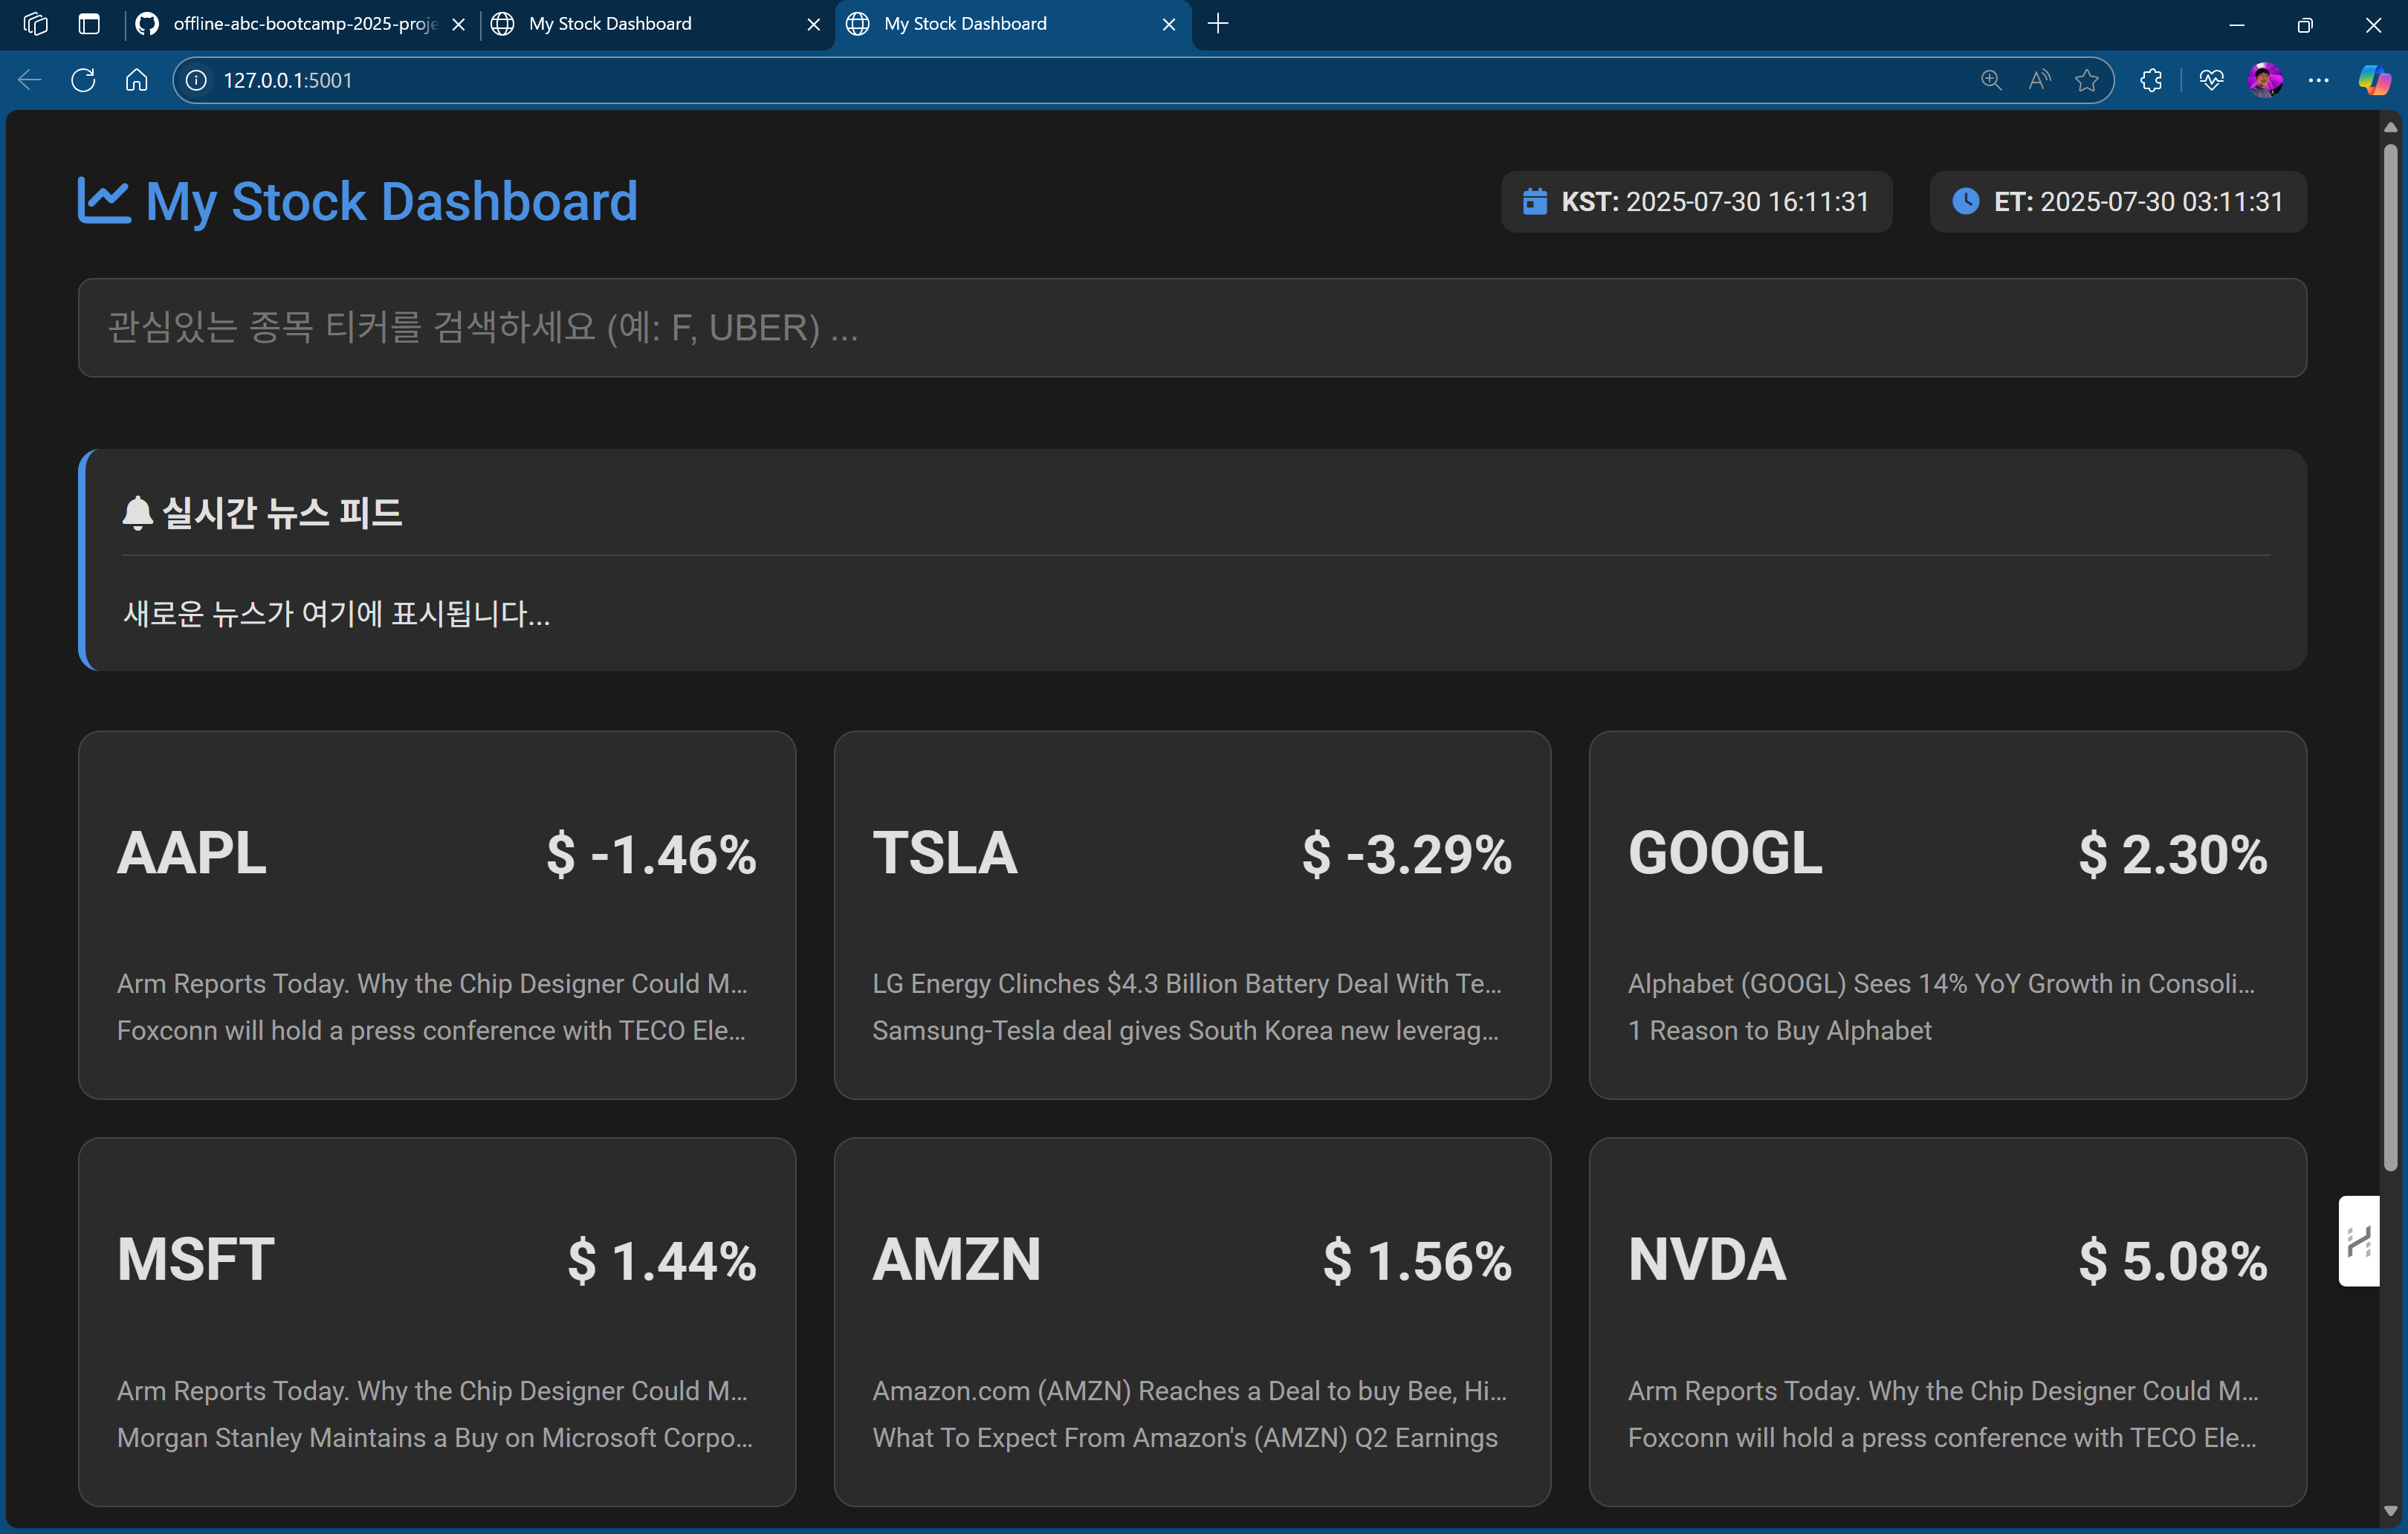 offline-abc-bootcamp-2025-proje
My Stock Dashboard
My Stock Dashboard
127.0.0.1:5001
My Stock Dashboard
KST: 2025-07-30 16:11:31
ET: 2025-07-30 03:11:31
관심있는 종목 티커를 검색하세요 (예: F, UBER) ...
실시간 뉴스 피드
새로운 뉴스가 여기에 표시됩니다...
AAPL
$ -1.46%
Arm Reports Today. Why the Chip Designer Could M...
Foxconn will hold a press conference with TECO Ele...
TSLA
$ -3.29%
LG Energy Clinches $4.3 Billion Battery Deal With Te...
Samsung-Tesla deal gives South Korea new leverag...
GOOGL
$ 2.30%
Alphabet (GOOGL) Sees 14% YoY Growth in Consoli...
1 Reason to Buy Alphabet
MSFT
$ 1.44%
Arm Reports Today. Why the Chip Designer Could M...
Morgan Stanley Maintains a Buy on Microsoft Corpo...
AMZN
$ 1.56%
Amazon.com (AMZN) Reaches a Deal to buy Bee, Hi...
What To Expect From Amazon's (AMZN) Q2 Earnings
NVDA
$ 5.08%
Arm Reports Today. Why the Chip Designer Could M...
Foxconn will hold a press conference with TECO Ele...